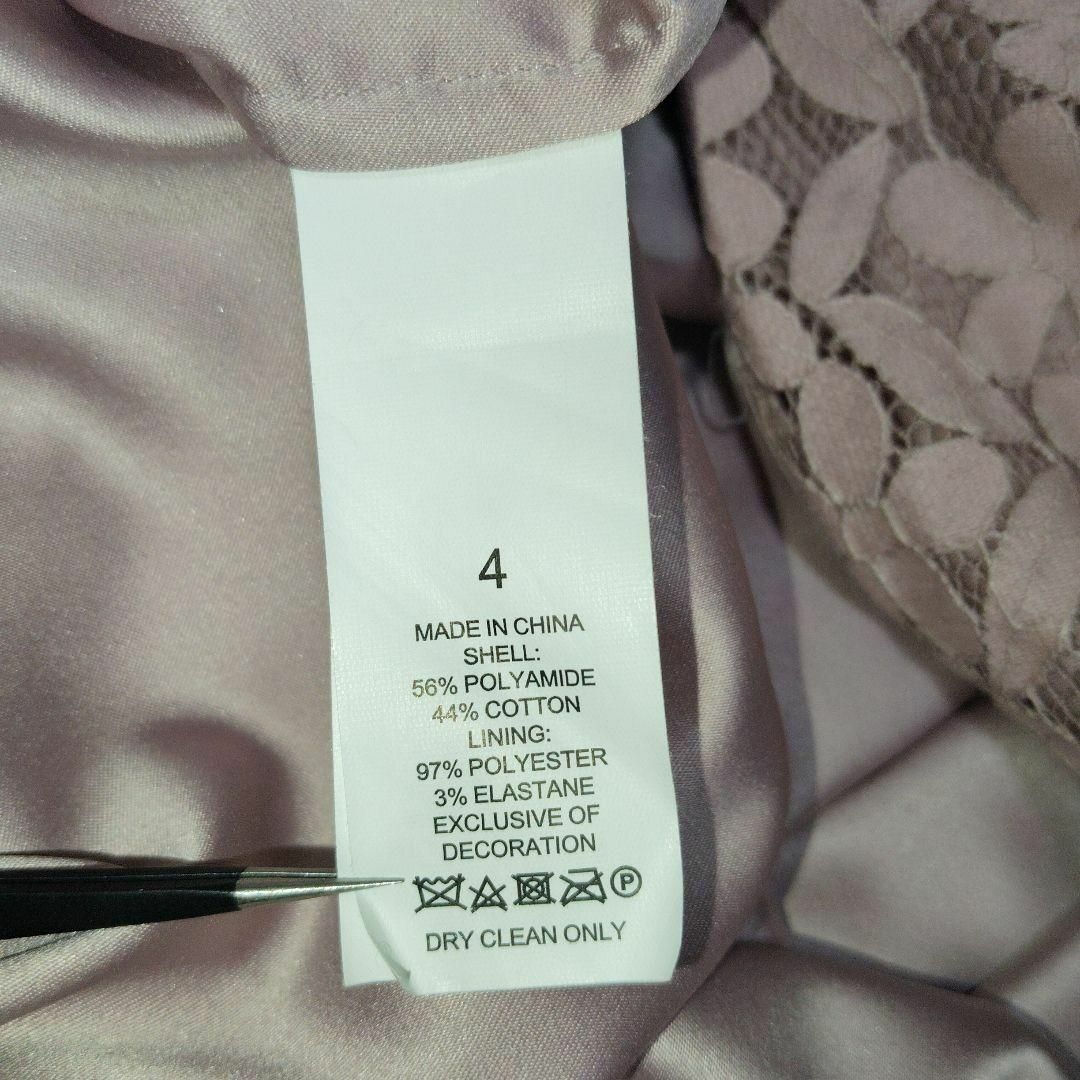 4
MADE IN CHINA
SHELL:
56% POLYAMIDE
44% COTTON
LINING:
97% POLYESTER
3% ELASTANE
EXCLUSIVE OF
DECORATION
P
DRY CLEAN ONLY